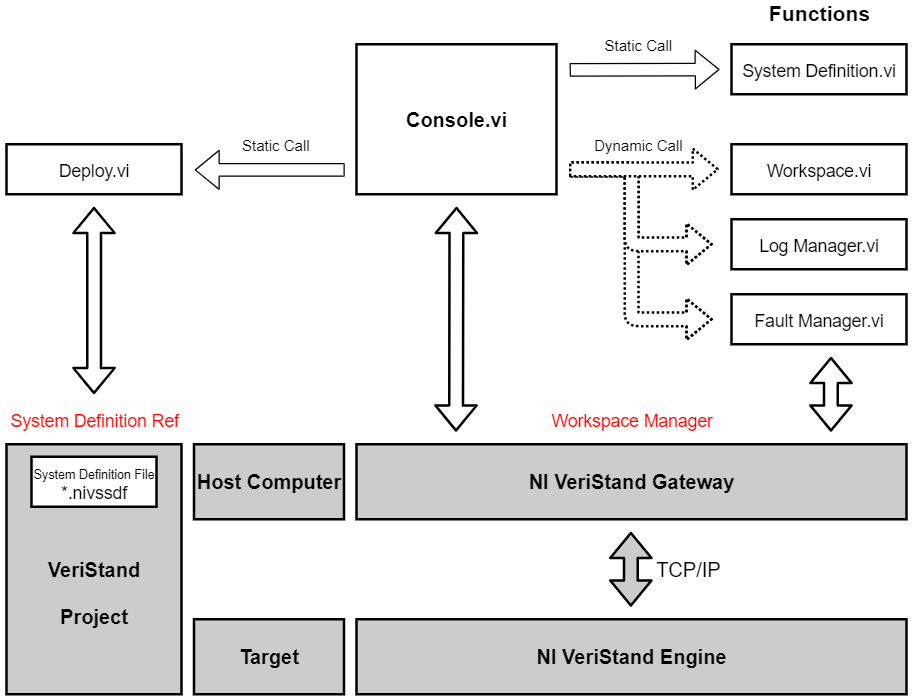 Functions
Static Call
System Definition.vi
Console.vi
Static Call
Dynamic Call
Deploy.vi
Workspace.vi
Log Manager.vi
Fault Manager.vi
System Definition Ref
Workspace Manager
System Definition File
*.nivssdf
Host Computer
NI VeriStand Gateway
VeriStand
Project
TCP/IP
Target
NI VeriStand Engine